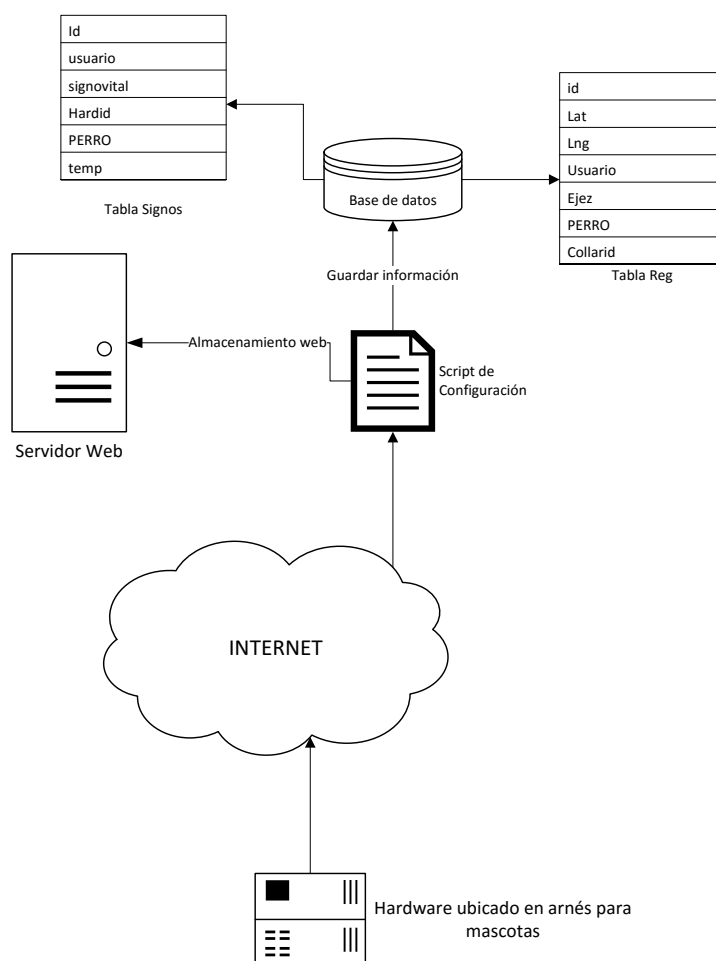 Id
usuario
signovital
Hardid
PERRO
temp
Tabla Signos
id
Lat
Lng
Usuario
Ejez
PERRO
Collarid
Tabla Reg
Base de datos
Guardar información
Almacenamiento web
Script de
Configuración
Servidor Web
INTERNET
Hardware ubicado en arnés para
mascotas